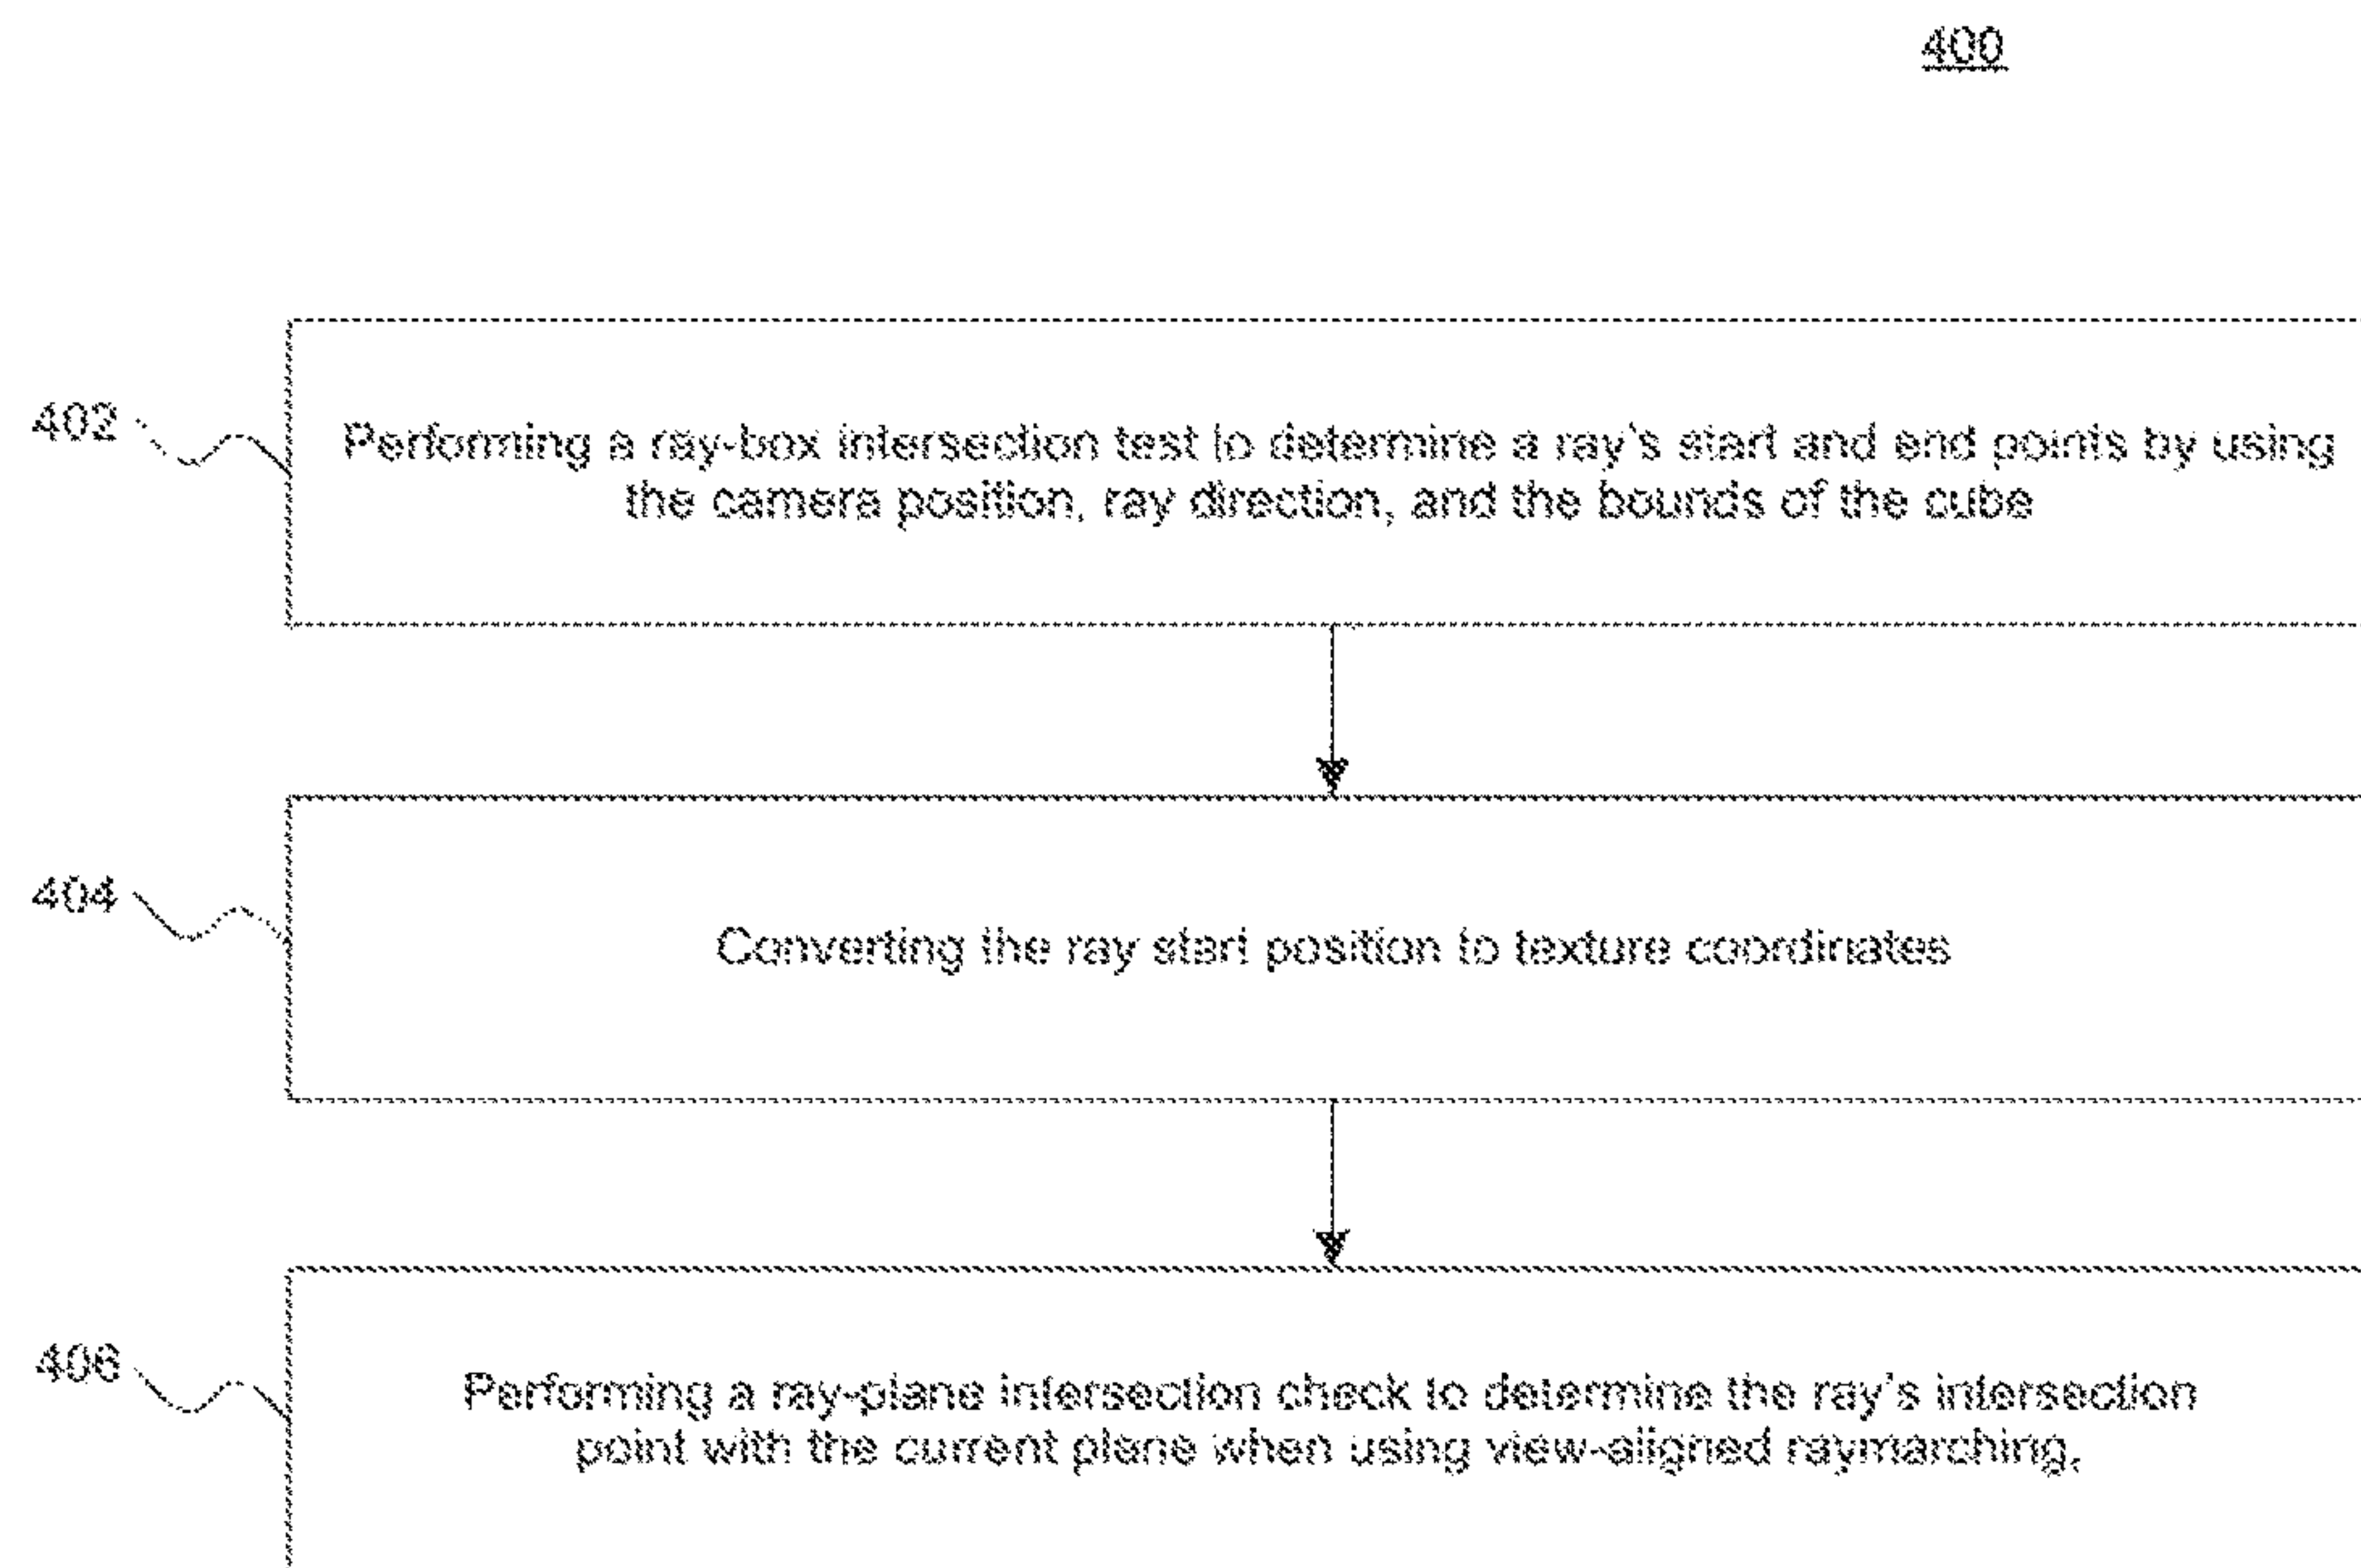 400
402
Performing a ray-box intersection test to determine a ray's start and end points by using
the camera position, ray direction, and the bounds of the cube
404
Converting the ray start position to texture coordinates
406
Performing a ray-plane intersection check to determine the ray's intersection
point with the current plane when using view-aligned raymarching,